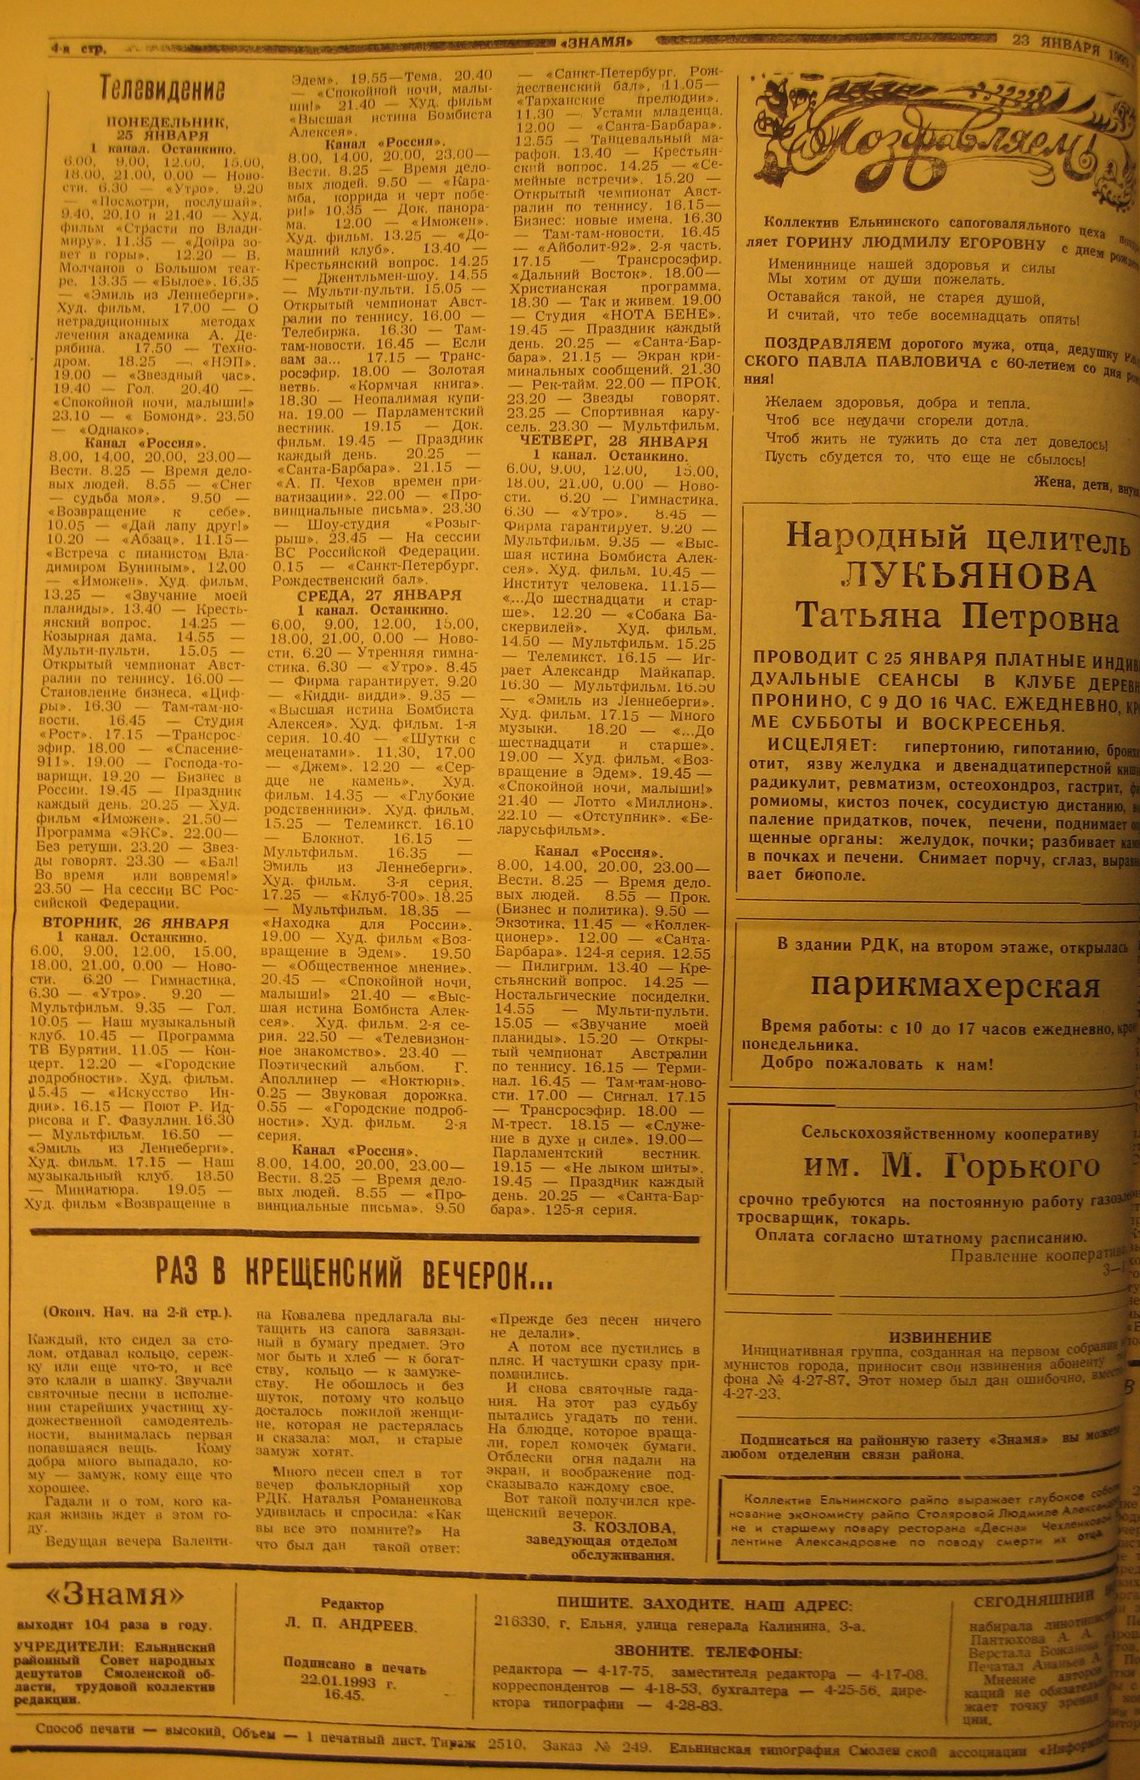 4-я стр.
«ЗНАМЯ»
23 ЯНВАРЯ
Телевидение
ПОНЕДЕЛЬНИК,
25 ЯНВАРЯ
1 канал. Останкино.
6.00, 9.00, 12.00, 15.00,
18.00, 21.00, 0.00 — Ново-
сти. 6.30 — «Утро». 9.20
— «Посмотри, послушай».
9.40, 20.10 и 21.40 — Худ.
фильм «Страсти по Влади-
миру». 11.35 — «Дойра зо-
вет в горы». 12.20 — В.
Молчанов о Большом теат-
ре. 13.35 — «Былое». 16.35
— «Эмиль из Леннеберги».
Худ. фильм. 17.00 — О
нетрадиционных методах
лечения академика А. Де-
рябина. 17.50 — Техно-
дром. 18.25 — «НЭП».
19.00 — «Звездный час».
19.40 — Гол. 20.40 —
«Спокойной ночи, малыши!»
23.10 — « Бомонд». 23.50
— «Однако».
Канал «Россия».
8.00, 14.00, 20.00, 23.00—
Вести. 8.25 — Время дело-
вых людей. 8.55 — «Снег
— судьба моя». 9.50 —
«Возвращение к себе».
10.05 — «Дай лапу друг!»
10.20 — «Абзац». 11.15—
«Встреча с пианистом Вла-
димиром Буниным». 12.00
— «Иможен». Худ. фильм.
13.25 — «Звучание моей
планиды». 13.40 — Кресть-
янский вопрос. 14.25 —
Козырная дама. 14.55 —
Мульти-пульти. 15.05 —
Открытый чемпионат Авст-
ралии по теннису. 16.00—
Становление бизнеса. «Циф-
ры». 16.30 — Там-там-но-
вости. 16.45 — Студия
«Рост». 17.15 —Трансрос-
эфир. 18.00 — «Спасение-
911». 19.00 — Господа-то-
варищи. 19.20 — Бизнес в
России. 19.45 — Праздник
каждый день. 20.25 — Худ.
фильм «Иможен». 21.50—
Программа «ЭКС». 22.00—
Без ретуши. 23.20 — Звез-
ды говорят. 23.30 — «Бал!
Во время или вовремя!»
23.50 — На сессии ВС Рос-
сийской Федерации.
ВТОРНИК, 26 ЯНВАРЯ
1 канал. Останкино.
6.00, 9.00, 12.00, 15.00,
18.00, 21.00, 0.00 — Ново-
сти. 6.20 — Гимнастика.
6.30 — «Утро». 9.20 —
Мультфильм. 9.35 — Гол.
10.05 — Наш музыкальный
клуб. 10.45 — Программа
ТВ Бурятии. 11.05 — Кон-
церт. 12.20 — «Городские
подробности». Худ. фильм.
15.45 — «Искусство Ин-
дии». 16.15 — Поют Р. Ид-
рисова и Г. Фазуллин. 16.30
— Мультфильм. 16.50 —
«Эмиль из Леннеберги».
Худ. фильм. 17.15 — Наш
музыкальный клуб. 18.50
— Миниатюра. 19.05 —
Худ. фильм «Возвращение в
Эдем». 19.55—Тема. 20.40
— «Спокойной ночи, малы-
ши!» 21.40 — Худ. фильм
«Высшая истина Бомбиста
Алексея».
Канал «Россия».
8.00, 14.00, 20.00, 23.00—
Вести. 8.25 — Время дело-
вых людей. 9.50 — «Кара-
мба, коррида и черт побе-
ри!» 10.35 — Док. панора-
ма. 12.00 — «Иможен».
Худ. фильм. 13.25 — «До-
машний клуб». 13.40 —
Крестьянский вопрос. 14.25
— Джентльмен-шоу. 14.55
— Мульти-пульти. 15.05 —
Открытый чемпионат Авст-
ралии по теннису. 16.00 —
Телебиржа. 16.30 — Там-
там-новости. 16.45 — Если
вам за... 17.15 — Транс-
росэфир. 18.00 — Золотая
ветвь. «Кормчая книга».
18.30 — Неопалимая купи-
на. 19.00 — Парламентский
вестник. 19.15 — Док.
фильм. 19.45 — Праздник
каждый день. 20.25 —
«Санта-Барбара». 21.15 —
«А. П. Чехов времен при-
ватизации». 22.00 — «Про-
винциальные письма». 23.30
— Шоу-студия «Розыг-
рыш». 23.45 — На сессии
ВС Российской Федерации.
0.15 — «Санкт-Петербург.
Рождественский бал».
СРЕДА, 27 ЯНВАРЯ
1 канал. Останкино.
6.00, 9.00, 12.00, 15.00,
18.00, 21.00, 0.00 — Ново-
сти. 6.20 — Утренняя гимна-
стика. 6.30 — «Утро». 8.45
— Фирма гарантирует. 9.20
— «Кидди- видди». 9.35 —
«Высшая истина Бомбиста
Алексея». Худ. фильм. 1-я
серия. 10.40 — «Шутки с
меценатами». 11.30, 17.00
— «Джем». 12.20 — «Сер-
дце не камень». Худ.
фильм. 14.35 — «Глубокие
родственники». Худ. фильм.
15.25 — Телемикст. 16.10
— Блокнот. 16.15 —
Мультфильм. 16.35 —
Эмиль из Леннеберги».
Худ. фильм. 3-я серия.
17.25 — «Клуб-700». 18.25
— Мультфильм. 18.35 —
«Находка для России».
19.00 — Худ. фильм «Воз-
вращение в Эдем». 19.50
— «Общественное мнение».
20.45 — «Спокойной ночи,
малыши!» 21.40 — «Выс-
шая истина Бомбиста Алек-
сея». Худ. фильм. 2-я се-
рия. 22.50 — «Телевизион-
ное знакомство». 23.40 —
Поэтический альбом. Г.
Аполлинер — «Ноктюрн».
0.25 — Звуковая дорожка.
0.55 — «Городские подроб-
ности». Худ. фильм. 2-я
серия.
Канал «Россия».
8.00, 14.00, 20.00, 23.00—
Вести. 8.25 — Время дело-
вых людей. 8.55 — «Про-
винциальные письма». 9.50
— «Санкт-Петербург. Рож-
дественский бал». 11.05—
«Тарханские прелюдии».
11.30 — Устами младенца.
12.00 — «Санта-Барбара».
12.55 — Танцевальный ма-
рафон. 13.40 — Крестьян-
ский вопрос. 14.25 — «Се-
мейные встречи». 15.20 —
Открытый чемпионат Авст-
ралии по теннису. 16.15—
Бизнес: новые имена. 16.30
— Там-там-новости. 16.45
— «Айболит-92». 2-я часть.
17.15 — Трансросэфир.
«Дальний Восток». 18.00—
Христианская программа.
18.30 — Так и живем. 19.00
— Студия «НОТА БЕНЕ».
19.45 — Праздник каждый
день. 20.25 — «Санта-Бар-
бара». 21.15 — Экран кри-
минальных сообщений. 21.30
— Рек-тайм. 22.00 — ПРОК.
23.20 — Звезды говорят.
23.25 — Спортивная кару-
сель. 23.30 — Мультфильм.
ЧЕТВЕРГ, 28 ЯНВАРЯ
1 канал. Останкино.
6.00, 9.00, 12.00, 15.00,
18.00, 21.00, 0.00 — Ново-
сти. 6.20 — Гимнастика.
6.30 — «Утро». 8.45 —
Фирма гарантирует. 9.20 —
Мультфильм. 9.35 — «Выс-
шая истина Бомбиста Алек-
сея». Худ. фильм. 10.45 —
Институт человека. 11.15—
«...До шестнадцати и стар-
ше». 12.20 — «Собака Ба-
скервилей». Худ. фильм.
14.50 — Мультфильм. 15.25
— Телемикст. 16.15 — Иг-
рает Александр Майкапар.
16.30 — Мультфильм. 16.50
— «Эмиль из Леннеберги».
Худ. фильм. 17.15 — Много
музыки. 18.20 — «...До
шестнадцати и старше».
19.00 — Худ. фильм. «Воз-
вращение в Эдем». 19.45 —
«Спокойной ночи, малыши!»
21.40 — Лотто «Миллион».
22.10 — «Отступник». «Бе-
ларусьфильм».
Канал «Россия».
8.00, 14.00, 20.00, 23.00—
Вести. 8.25 — Время дело-
вых людей. 8.55 — Прок.
(Бизнес и политика). 9.50 —
Экзотика. 11.45 — «Коллек-
ционер». 12.00 — «Санта-
Барбара». 124-я серия. 12.55
— Пилигрим. 13.40 — Кре-
стьянский вопрос. 14.25 —
Ностальгические посиделки.
14.55 — Мульти-пульти.
15.05 — «Звучание моей
планиды». 15.20 — Откры-
тый чемпионат Австралии
по теннису. 16.15 — Терми-
нал. 16.45 — Там-там-ново-
сти. 17.00 — Сигнал. 17.15
— Трансросэфир. 18.00 —
М-трест. 18.15 — «Служе-
ние в духе и силе». 19.00—
Парламентский вестник.
19.15 — «Не лыком шиты».
19.45 — Праздник каждый
день. 20.25 — «Санта-Бар-
бара». 125-я серия.
РАЗ В КРЕЩЕНСКИЙ ВЕЧЕРОК...
(Оконч. Нач. на 2-й стр.).
Каждый, кто сидел за сто-
лом, отдавал кольцо, сереж-
ку или еще что-то, и все
это клали в шапку. Звучали
святочные песни в исполне-
нии старейших участниц ху-
дожественной самодеятель-
ности, вынималась первая
попавшаяся вещь. Кому
добра много выпадало, ко-
му — замуж, кому еще что
хорошее.
Гадали и о том, кого ка-
кая жизнь ждет в этом го-
ду.
Ведущая вечера Валенти-
на Ковалева предлагала вы-
тащить из сапога завязан-
ный в бумагу предмет. Это
мог быть и хлеб — к богат-
ству, кольцо — к замуже-
ству. Не обошлось и без
шуток, потому что кольцо
досталось пожилой женщи-
не, которая не растерялась
и сказала: мол, и старые
замуж хотят.
Много песен спел в тот
вечер фольклорный хор
РДК. Наталья Романенкова
удивилась и спросила: «Как
вы все это помните?» На
что был дан такой ответ:
«Прежде без песен ничего
не делали».
А потом все пустились в
пляс. И частушки сразу при-
помнились.
И снова святочные гада-
ния. На этот раз судьбу
пытались угадать по тени.
На блюдце, которое враща-
ли, горел комочек бумаги.
Отблески огня падали на
экран, и воображение под-
сказывало каждому свое.
Вот такой получился кре-
щенский вечерок.
З. КОЗЛОВА,
заведующая отделом
обслуживания.
Поздравляем!
Коллектив Ельнинского сапоговаляльного цеха
ляет ГОРИНУ ЛЮДМИЛУ ЕГОРОВНУ с днем рожд
Имениннице нашей здоровья и силы
Мы хотим от души пожелать.
Оставайся такой, не старея душой,
И считай, что тебе восемнадцать опять!
ПОЗДРАВЛЯЕМ дорогого мужа, отца, дедушку
СКОГО ПАВЛА ПАВЛОВИЧА с 60-летием со дня
ния!
Желаем здоровья, добра и тепла.
Чтоб все неудачи сгорели дотла.
Чтоб жить не тужить до ста лет довелось!
Пусть сбудется то, что еще не сбылось!
Жена, дети,
Народный целитель
ЛУКЬЯНОВА
Татьяна Петровна
ПРОВОДИТ С 25 ЯНВАРЯ ПЛАТНЫЕ ИНДИВ
ДУАЛЬНЫЕ СЕАНСЫ В КЛУБЕ ДЕРЕВН
ПРОНИНО, С 9 ДО 16 ЧАС. ЕЖЕДНЕВНО, КР
МЕ СУББОТЫ И ВОСКРЕСЕНЬЯ.
ИСЦЕЛЯЕТ: гипертонию, гипотанию, брон
отит, язву желудка и двенадцатиперстной киш
радикулит, ревматизм, остеохондроз, гастрит,
ромиомы, кистоз почек, сосудистую дистанию,
паление придатков, почек, печени, поднимает
щенные органы: желудок, почки; разбивает
в почках и печени. Снимает порчу, сглаз, вырав
вает биополе.
В здании РДК, на втором этаже, открылась
парикмахерская
Время работы: с 10 до 17 часов ежедневно, кро
понедельника.
Добро пожаловать к нам!
Сельскохозяйственному кооперативу
им. М. Горького
срочно требуются на постоянную работу газоэл
тросварщик, токарь.
Оплата согласно штатному расписанию.
Правление кооператива.
ИЗВИНЕНИЕ
Инициативная группа, созданная на первом собрании
мунистов города, приносит свои извинения абоненту
фона № 4-27-87. Этот номер был дан ошибочно, вместо
4-27-23.
Подписаться на районную газету «Знамя» вы можете
любом отделении связи района.
Коллектив Ельнинского райпо выражает глубокое собол
нование экономисту райпо Столяровой Людмиле Александ
не и старшему повару ресторана «Десна» Чехленковой
лентине Александровне по поводу смерти их отца.
«Знамя»
выходит 104 раза в году.
УЧРЕДИТЕЛИ: Ельнинский
районный Совет народных
депутатов Смоленской об-
ласти, трудовой коллектив
редакции.
Редактор
Л. П. АНДРЕЕВ.
Подписано в печать
22.01.1993 г.
16.45.
ПИШИТЕ. ЗАХОДИТЕ. НАШ АДРЕС:
216330, г. Ельня, улица генерала Калинина, 3-а.
ЗВОНИТЕ. ТЕЛЕФОНЫ:
редактора — 4-17-75, заместителя редактора — 4-17-08,
корреспондентов — 4-18-53, бухгалтера — 4-25-56, дире-
ктора типографии — 4-28-83.
СЕГОДНЯШНИЙ
набирала линотипистка
Пантюхова А. А.
Верстала Божанова
Печатал Ананьев А.
Мнение авторов
каций не обязательно
жает точку зрения
ции.
Способ печати — высокий. Объем — 1 печатный лист. Тираж 2510. Заказ № 249. Ельнинская типография Смоленской ассоциации